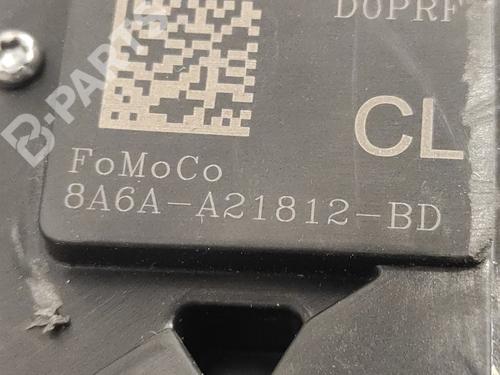 D0PRF
CL
FoMoCo
8A6A-A21812-BD
B-PARTS